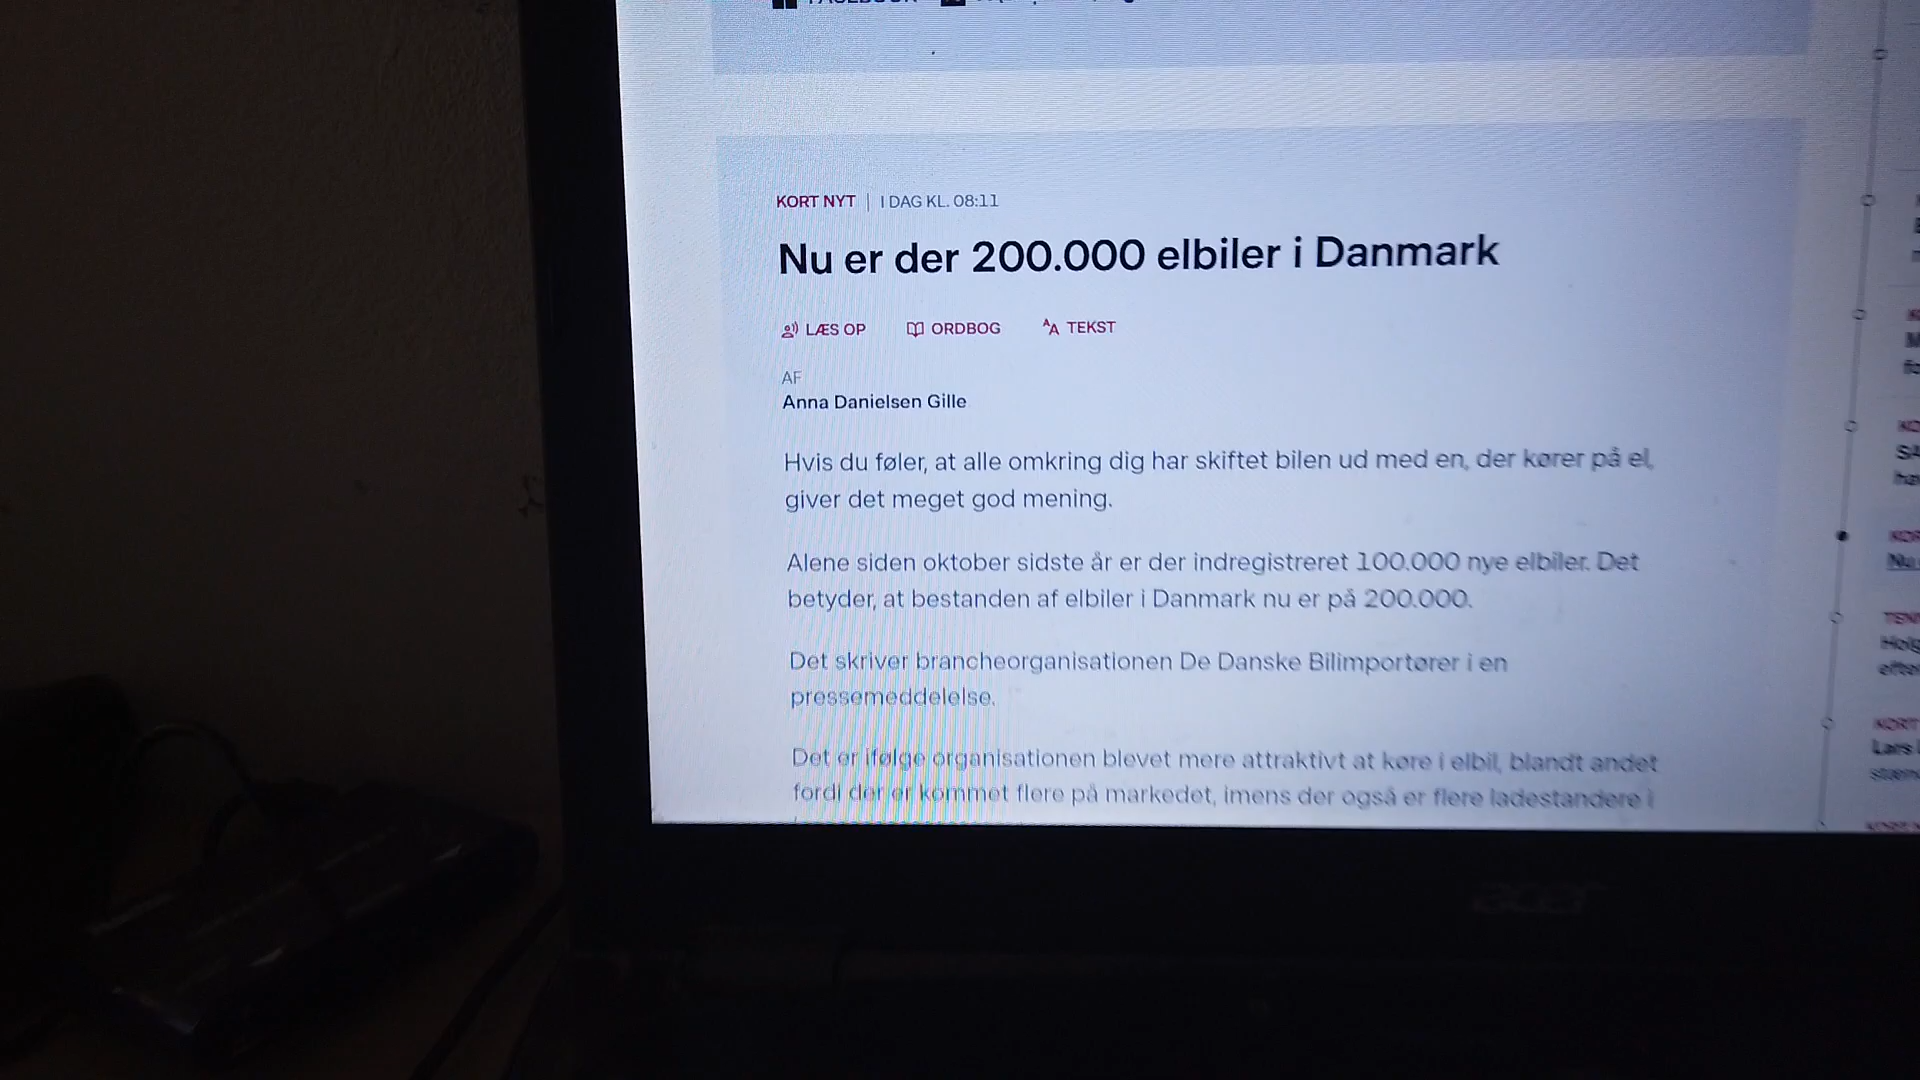 FACEBOOK
KORT NYT | I DAG KL. 08:11
Nu er der 200.000 elbiler i Danmark
LÆS OP ORDBOG AA TEKST
AF
Anna Danielsen Gille
Hvis du føler, at alle omkring dig har skiftet bilen ud med en, der kører på el,
giver det meget god mening.
Alene siden oktober sidste år er der indregistreret 100.000 nye elbiler. Det
betyder, at bestanden af elbiler i Danmark nu er på 200.000.
Det skriver brancheorganisationen De Danske Bilimportører i en
pressemeddelelse.
Det er ifølge organisationen blevet mere attraktivt at køre i elbil, blandt andet
fordi der er kommet flere på markedet, imens der også er flere ladestandere i
KORT
Lars
acer